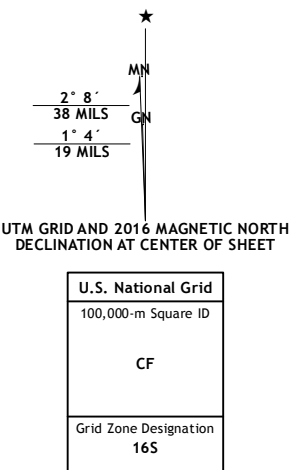 MN
2° 8´
38 MILS
GN
1° 4´
19 MILS
UTM GRID AND 2016 MAGNETIC NORTH
DECLINATION AT CENTER OF SHEET
U.S. National Grid
100,000-m Square ID
CF
Grid Zone Designation
16S